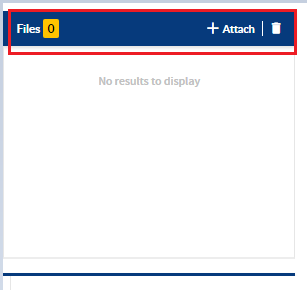 Files 0 + Attach
No results to display